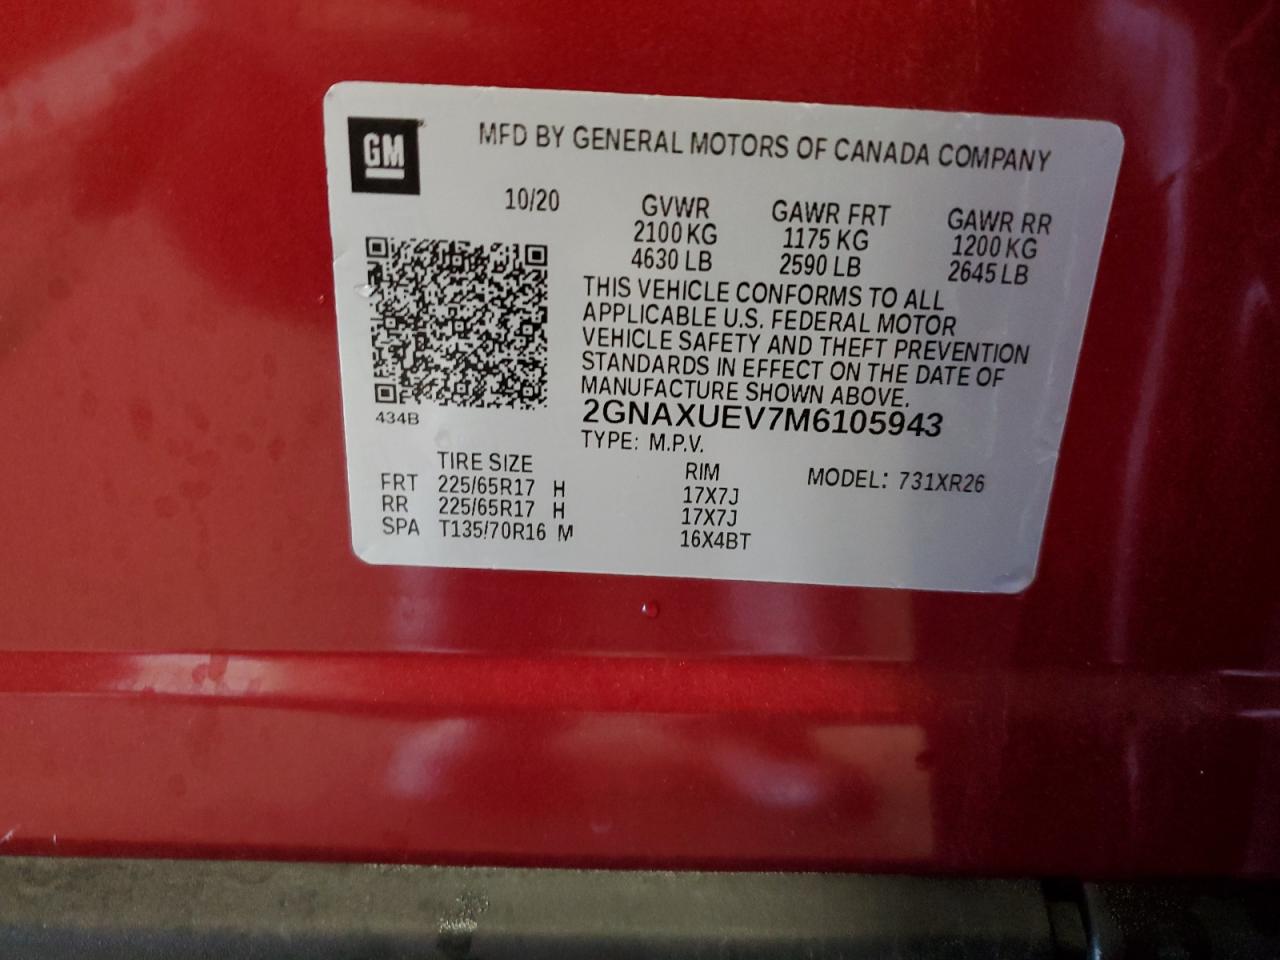 GM
MFD BY GENERAL MOTORS OF CANADA COMPANY
10/20 GVWR GAWR FRT GAWR RR
2100 KG 1175 KG 1200 KG
4630 LB 2590 LB 2645 LB
THIS VEHICLE CONFORMS TO ALL
APPLICABLE U.S. FEDERAL MOTOR
VEHICLE SAFETY AND THEFT PREVENTION
STANDARDS IN EFFECT ON THE DATE OF
MANUFACTURE SHOWN ABOVE.
434B
2GNAXUEV7M6105943
TYPE: M.P.V.
TIRE SIZE RIM MODEL: 731XR26
FRT 225/65R17 H 17X7J
RR 225/65R17 H 17X7J
SPA T135/70R16 M 16X4BT